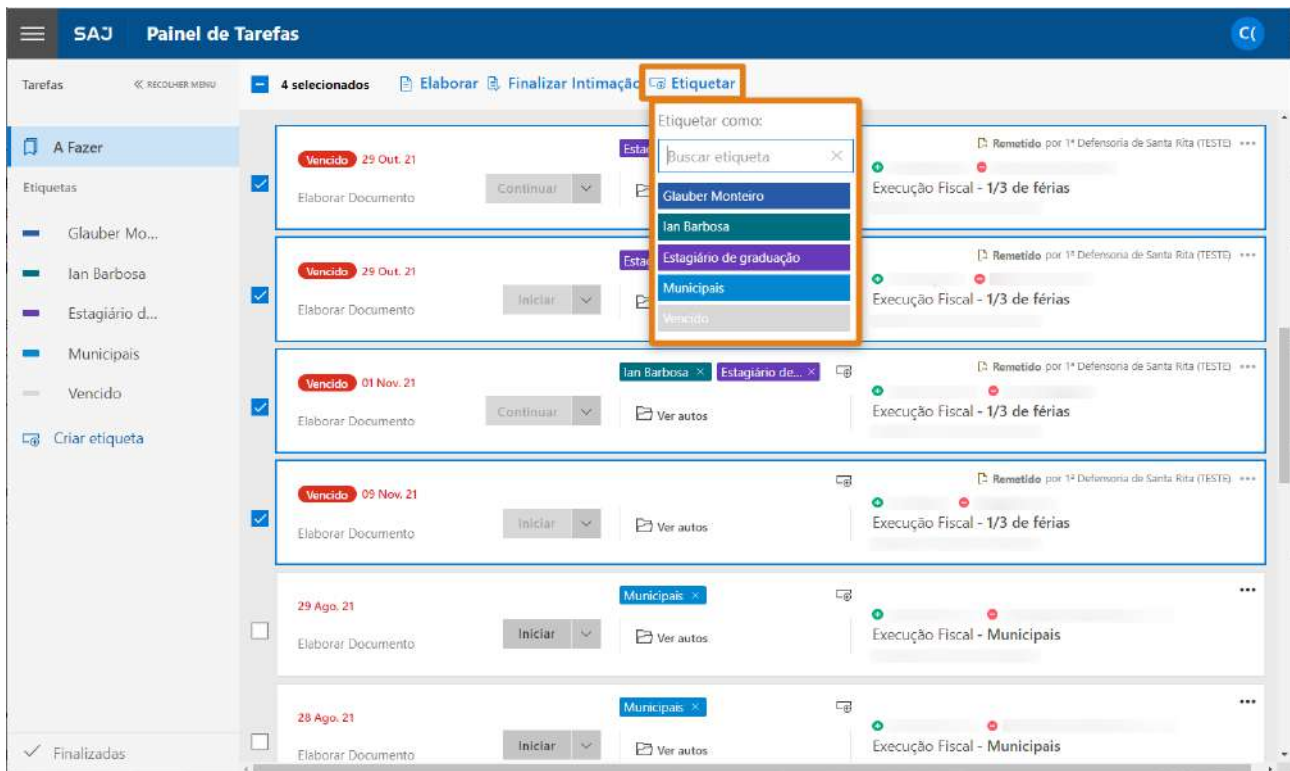 SAJ Painel de Tarefas C(
Tarefas RECOLHER MENU
A Fazer
Etiquetas
Glauber Mo...
Ian Barbosa
Estagiário d...
Municipais
Vencido
Criar etiqueta
Finalizadas
4 selecionados Elaborar Finalizar Intimação Etiquetar
Etiquetar como:
Buscar etiqueta
Glauber Monteiro
Ian Barbosa
Estagiário de graduação
Municipais
Vencido
Vencido 29 Out. 21 Remetido por 1ª Defensoria de Santa Rita (TESTE)
Elaborar Documento Continuar Execução Fiscal - 1/3 de férias
Vencido 29 Out. 21 Remetido por 1ª Defensoria de Santa Rita (TESTE)
Elaborar Documento Iniciar Execução Fiscal - 1/3 de férias
Vencido 01 Nov. 21 Ian Barbosa × Estagiário de... × Remetido por 1ª Defensoria de Santa Rita (TESTE)
Elaborar Documento Continuar Ver autos Execução Fiscal - 1/3 de férias
Vencido 09 Nov. 21 Remetido por 1ª Defensoria de Santa Rita (TESTE)
Elaborar Documento Iniciar Ver autos Execução Fiscal - 1/3 de férias
29 Ago. 21 Municipais ×
Elaborar Documento Iniciar Ver autos Execução Fiscal - Municipais
28 Ago. 21 Municipais ×
Elaborar Documento Iniciar Ver autos Execução Fiscal - Municipais